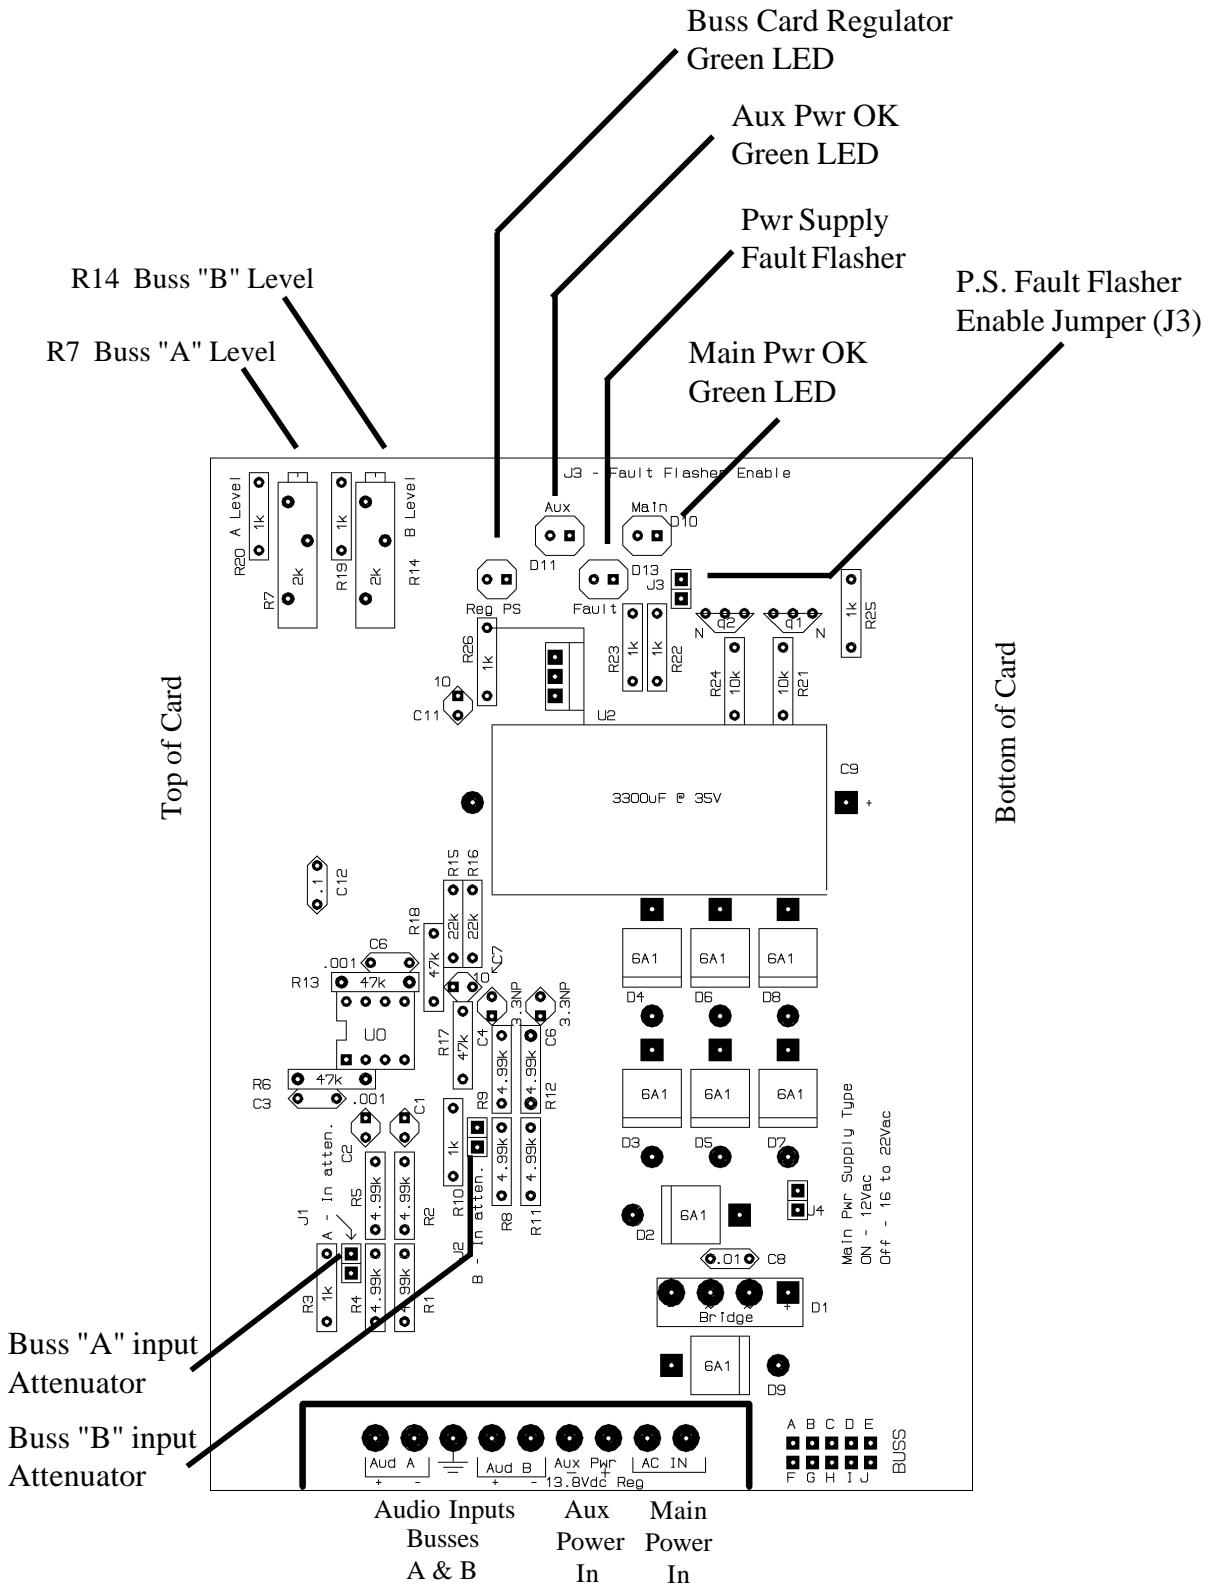 Buss Card Regulator
Green LED
Aux Pwr OK
Green LED
Pwr Supply
Fault Flasher
P.S. Fault Flasher
Enable Jumper (J3)
R14 Buss "B" Level
R7 Buss "A" Level
Main Pwr OK
Green LED
J3 - Fault Flasher Enable
A Level
R20
1k
R7
2k
R19
1k
2k
B Level
R14
Aux
D11
Main
D10
D13
J3
Reg PS
Fault
R26
1k
10
C11
U2
R23
1k
1k
R22
N
q2
q1
N
1k
R25
R24
10k
10k
R21
Top of Card
Bottom of Card
3300uF @ 35V
C9
+
.1
C12
R15
R16
22k
22k
R18
47k
C6
.001
R13
47k
C7
10
U0
R17
47k
C4
3.3NP
3.3NP
C6
6A1
6A1
6A1
D4
D6
D8
R6
47k
C3
.001
R9
4.99k
4.99k
R12
6A1
6A1
6A1
D3
D5
D7
C2
C1
1k
R10
4.99k
4.99k
R8
R11
J1
A - In atten.
R5
4.99k
4.99k
R2
J2
B - In atten.
6A1
D2
J4
Main Pwr Supply Type
ON - 12Vac
Off - 16 to 22Vac
.01
C8
R3
1k
R4
4.99k
4.99k
R1
~
~
+
Bridge
D1
6A1
D9
Buss "A" input
Attenuator
Buss "B" input
Attenuator
Aud A
+ -
Aud B
+ -
Aux Pwr
- +
13.8Vdc Reg
AC IN
A B C D E
F G H I J
BUSS
Audio Inputs
Busses
A & B
Aux
Power
In
Main
Power
In